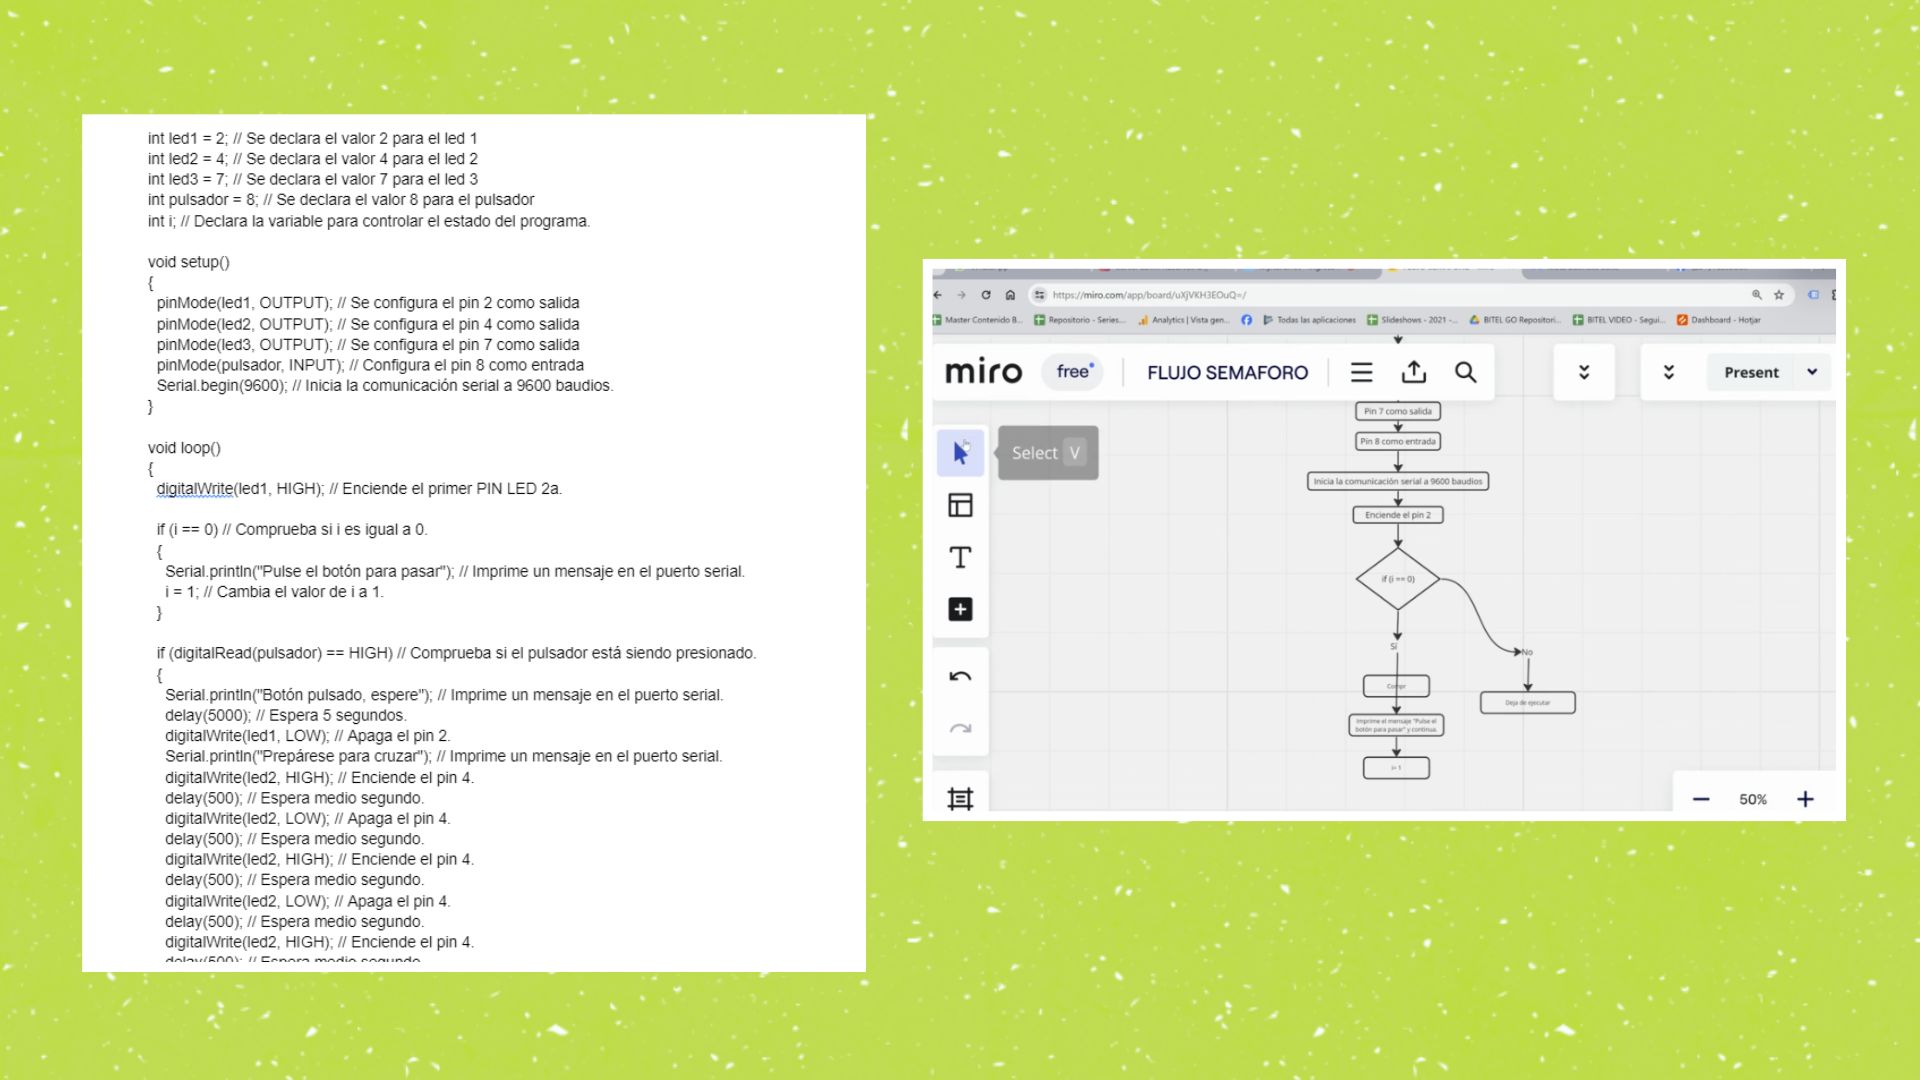 int led1 = 2; // Se declara el valor 2 para el led 1
int led2 = 4; // Se declara el valor 4 para el led 2
int led3 = 7; // Se declara el valor 7 para el led 3
int pulsador = 8; // Se declara el valor 8 para el pulsador
int i; // Declara la variable para controlar el estado del programa.
void setup()
{
pinMode(led1, OUTPUT); // Se configura el pin 2 como salida
pinMode(led2, OUTPUT); // Se configura el pin 4 como salida
pinMode(led3, OUTPUT); // Se configura el pin 7 como salida
pinMode(pulsador, INPUT); // Configura el pin 8 como entrada
Serial.begin(9600); // Inicia la comunicación serial a 9600 baudios.
}
void loop()
{
digitalWrite(led1, HIGH); // Enciende el primer PIN LED 2a.
if (i == 0) // Comprueba si i es igual a 0.
{
Serial.println("Pulse el botón para pasar"); // Imprime un mensaje en el puerto serial.
i = 1; // Cambia el valor de i a 1.
}
if (digitalRead(pulsador) == HIGH) // Comprueba si el pulsador está siendo presionado.
{
Serial.println("Botón pulsado, espere"); // Imprime un mensaje en el puerto serial.
delay(5000); // Espera 5 segundos.
digitalWrite(led1, LOW); // Apaga el pin 2.
Serial.println("Prepárese para cruzar"); // Imprime un mensaje en el puerto serial.
digitalWrite(led2, HIGH); // Enciende el pin 4.
delay(500); // Espera medio segundo.
digitalWrite(led2, LOW); // Apaga el pin 4.
delay(500); // Espera medio segundo.
digitalWrite(led2, HIGH); // Enciende el pin 4.
delay(500); // Espera medio segundo.
digitalWrite(led2, LOW); // Apaga el pin 4.
delay(500); // Espera medio segundo.
digitalWrite(led2, HIGH); // Enciende el pin 4.
delay(500); // Espera medio segundo.
https://miro.com/app/board/uXjVKH3EOuQ=/
Master Contenido B... Repositorio - Series... Analytics | Vista gen... Todas las aplicaciones Slideshows - 2021 -... BITEL GO Repositori... BITEL VIDEO - Segui... Dashboard - Hotjar
miro free FLUJO SEMAFORO Present
Pin 7 como salida
Pin 8 como entrada
Select V
Inicia la comunicación serial a 9600 baudios
Enciende el pin 2
if (i == 0)
Sí
No
Compr
Deja de ejecutar
Imprime el mensaje "Pulse el
botón para pasar" y continua.
i= 1
50%